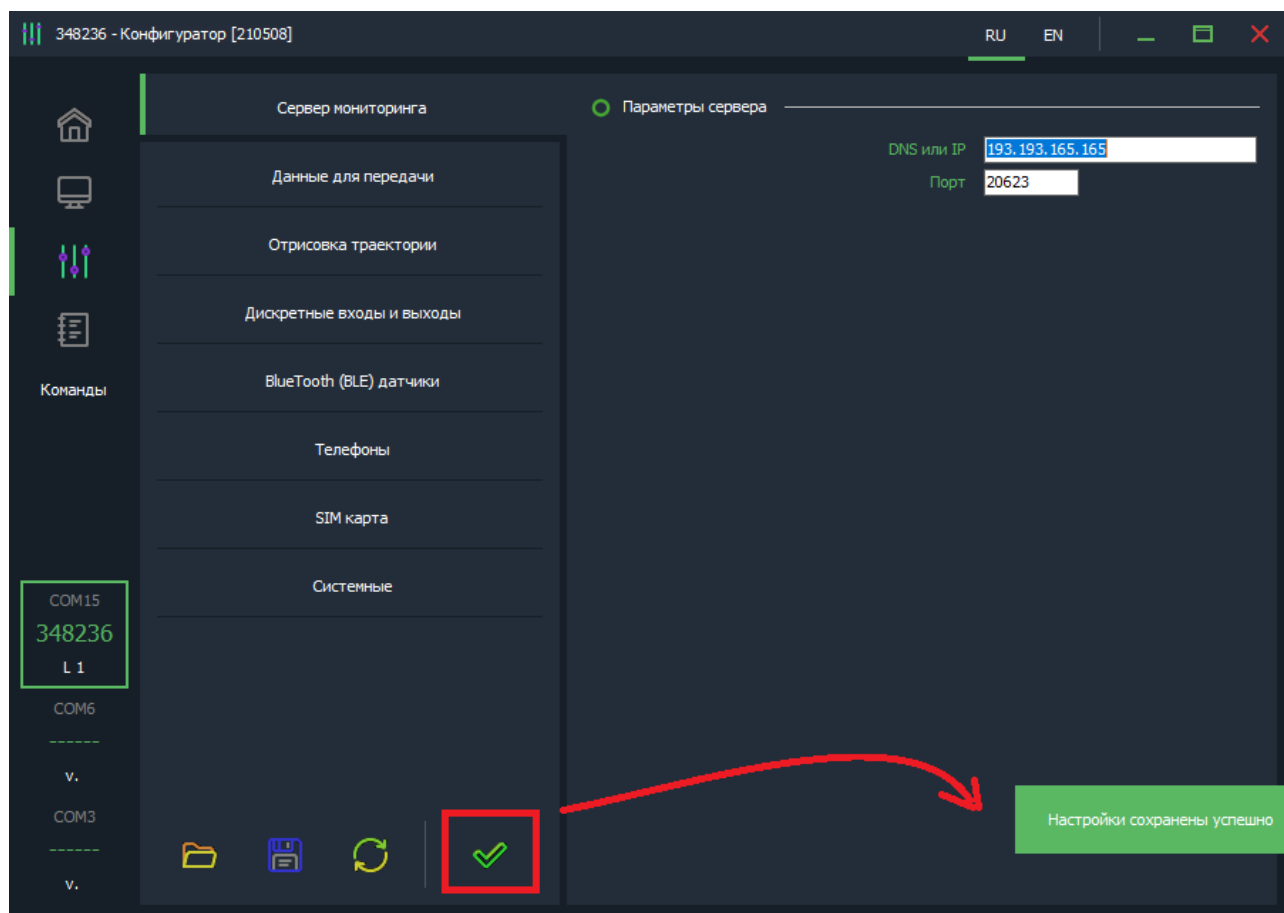 348236 - Конфигуратор [210508]
RU
EN
Сервер мониторинга
Данные для передачи
Отрисовка траектории
Дискретные входы и выходы
BlueTooth (BLE) датчики
Телефоны
SIM карта
Системные
Команды
COM15
348236
L 1
COM6
------
v.
COM3
------
v.
Параметры сервера
DNS или IP 193.193.165.165
Порт 20623
Настройки сохранены успешно